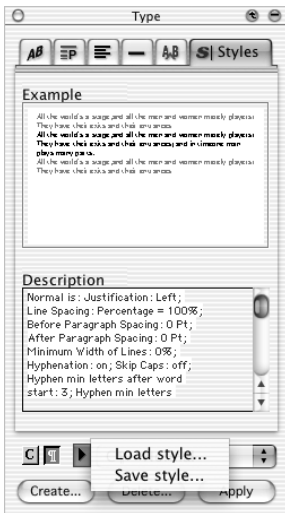 Type
AB P AB S| Styles
Example
All the world's a stage, and all the men and women merely players:
They have their exits and their entrances
All the world's a stage, and all the men and women merely players:
They have their exits and their entrances; and in time one man
plays many parts.
All the world's a stage, and all the men and women merely players:
They have their exits and their entrances
Description
Normal is: Justification: Left;
Line Spacing: Percentage = 100%;
Before Paragraph Spacing: 0 Pt;
After Paragraph Spacing: 0 Pt;
Minimum Width of Lines: 0%;
Hyphenation: on; Skip Caps: off;
Hyphen min letters after word
start: 3; Hyphen min letters
C ¶ Load style...
Save style...
Create... Delete... Apply